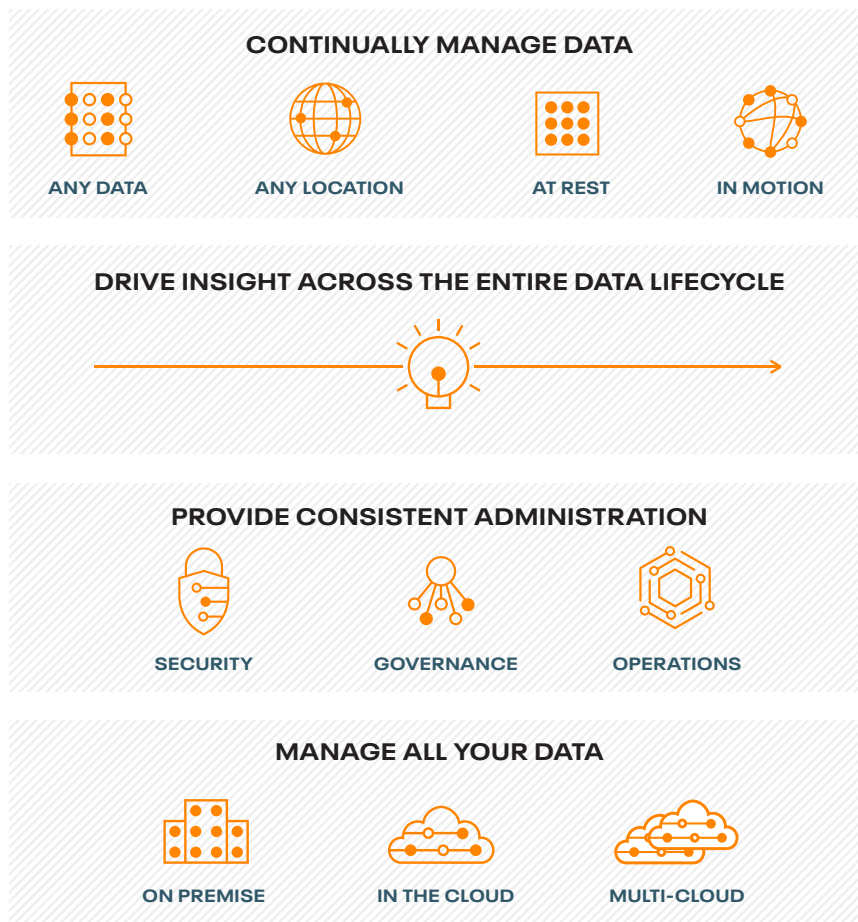 CONTINUALLY MANAGE DATA
ANY DATA
ANY LOCATION
AT REST
IN MOTION
DRIVE INSIGHT ACROSS THE ENTIRE DATA LIFECYCLE
PROVIDE CONSISTENT ADMINISTRATION
SECURITY
GOVERNANCE
OPERATIONS
MANAGE ALL YOUR DATA
ON PREMISE
IN THE CLOUD
MULTI-CLOUD